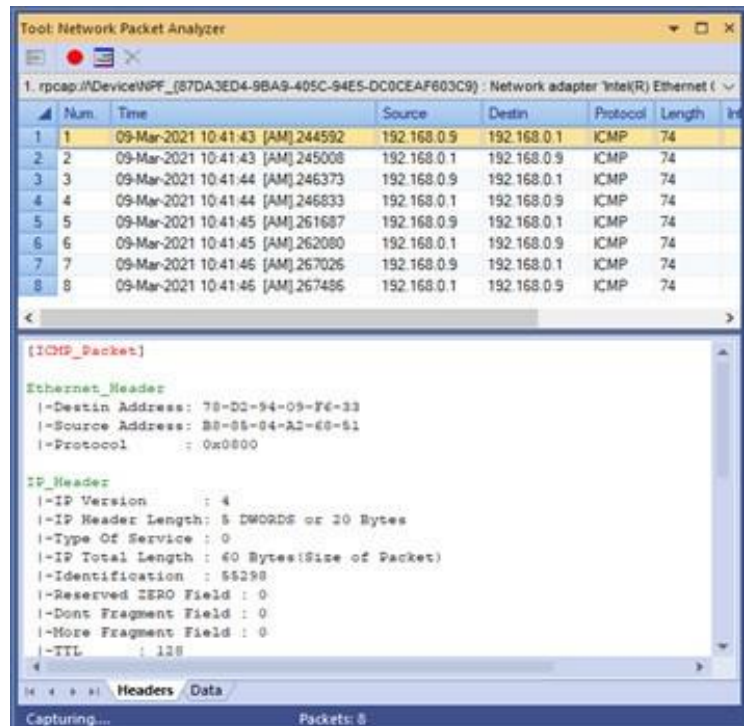 Tool: Network Packet Analyzer
1. rpcap://\Device\NPF_{87DA3ED4-9BA9-405C-94E5-DC0CEAF603C9} : Network adapter 'Intel(R) Ethernet (
Num. Time Source Destin Protocol Length
1 1 09-Mar-2021 10:41:43 [AM].244592 192.168.0.9 192.168.0.1 ICMP 74
2 2 09-Mar-2021 10:41:43 [AM].245008 192.168.0.1 192.168.0.9 ICMP 74
3 3 09-Mar-2021 10:41:44 [AM].246373 192.168.0.9 192.168.0.1 ICMP 74
4 4 09-Mar-2021 10:41:44 [AM].246833 192.168.0.1 192.168.0.9 ICMP 74
5 5 09-Mar-2021 10:41:45 [AM].261687 192.168.0.9 192.168.0.1 ICMP 74
6 6 09-Mar-2021 10:41:45 [AM].262080 192.168.0.1 192.168.0.9 ICMP 74
7 7 09-Mar-2021 10:41:46 [AM].267026 192.168.0.9 192.168.0.1 ICMP 74
8 8 09-Mar-2021 10:41:46 [AM].267486 192.168.0.1 192.168.0.9 ICMP 74
[ICMP_Packet]
Ethernet_Header
|-Destin Address: 78-D2-94-09-F6-33
|-Source Address: B8-85-84-A2-68-51
|-Protocol : 0x0800
IP_Header
|-IP Version : 4
|-IP Header Length: 5 DWORDS or 20 Bytes
|-Type Of Service : 0
|-IP Total Length : 60 Bytes(Size of Packet)
|-Identification : 55298
|-Reserved ZERO Field : 0
|-Dont Fragment Field : 0
|-More Fragment Field : 0
|-TTL : 128
Headers Data
Capturing.... Packets: 8